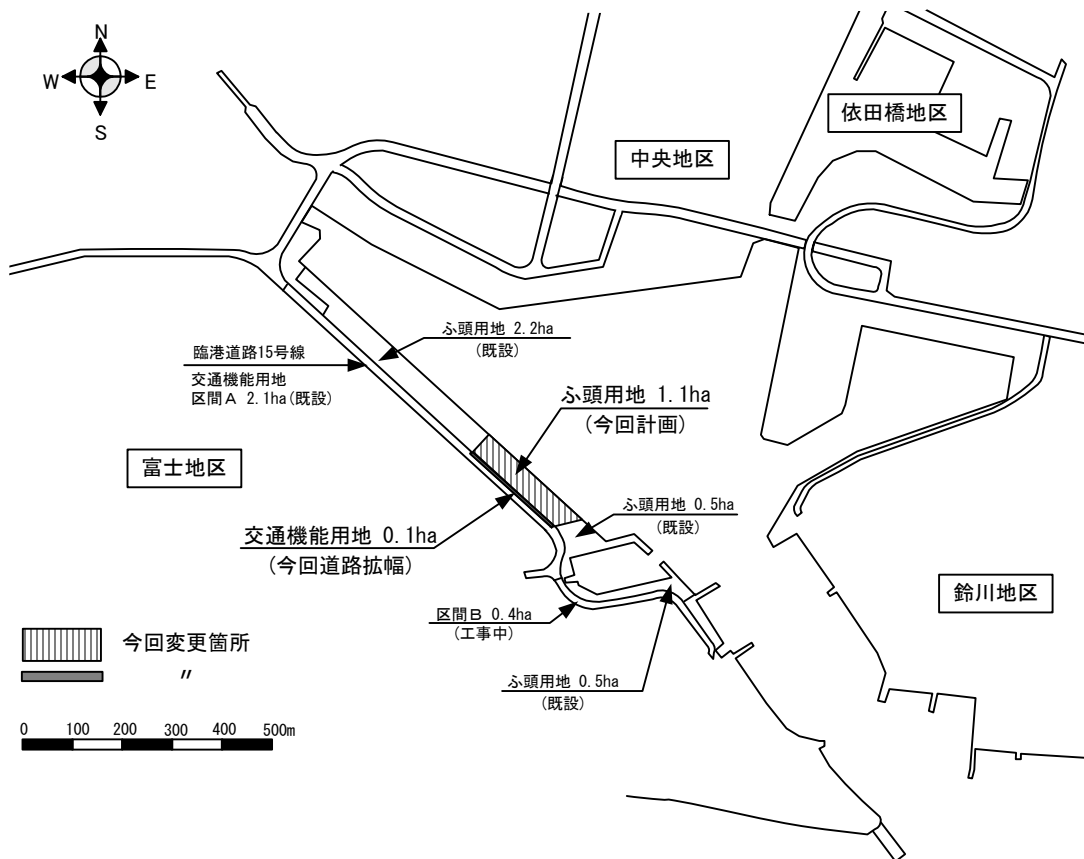 N
W
E
S
依田橋地区
中央地区
ふ頭用地 2.2ha
(既設)
臨港道路15号線
交通機能用地
区間A 2.1ha(既設)
ふ頭用地 1.1ha
(今回計画)
富士地区
ふ頭用地 0.5ha
(既設)
交通機能用地 0.1ha
(今回道路拡幅)
鈴川地区
区間B 0.4ha
(工事中)
今回変更箇所
〃
ふ頭用地 0.5ha
(既設)
0 100 200 300 400 500m